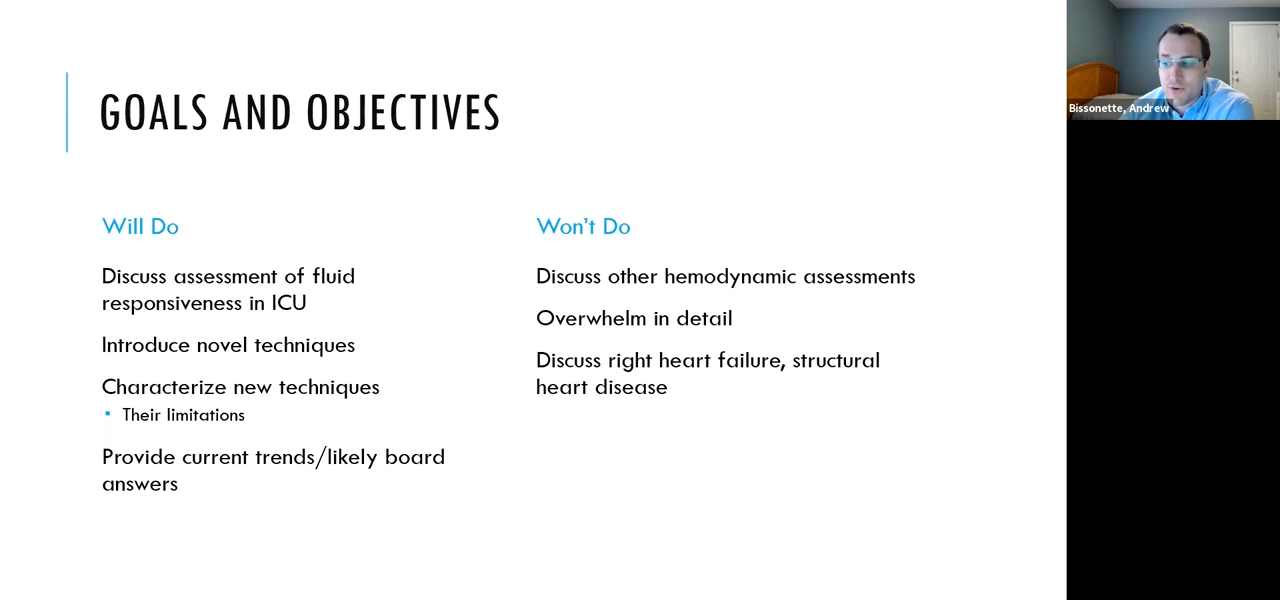 GOALS AND OBJECTIVES
Will Do
Discuss assessment of fluid
responsiveness in ICU
Introduce novel techniques
Characterize new techniques
Their limitations
Provide current trends/likely board
answers
Won't Do
Discuss other hemodynamic assessments
Overwhelm in detail
Discuss right heart failure, structural
heart disease
Bissonette, Andrew